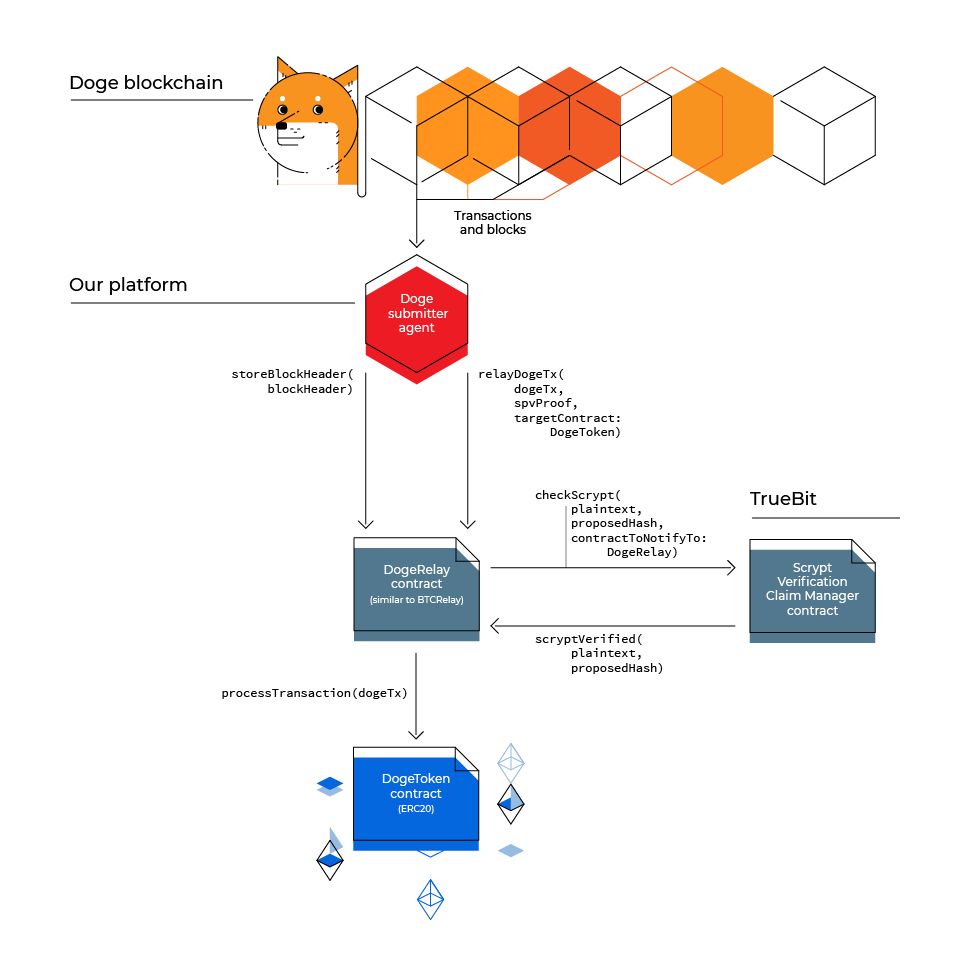 Doge blockchain
Transactions
and blocks
Our platform
Doge
submitter
agent
storeBlockHeader(
blockHeader)
relayDogeTx(
dogeTx,
spvProof,
targetContract:
DogeToken)
checkScrypt(
plaintext,
proposedHash,
contractToNotifyTo:
DogeRelay)
TrueBit
DogeRelay
contract
(similar to BTCRelay)
Scrypt
Verification
Claim Manager
contract
scryptVerified(
plaintext,
proposedHash)
processTransaction(dogeTx)
DogeToken
contract
(ERC20)